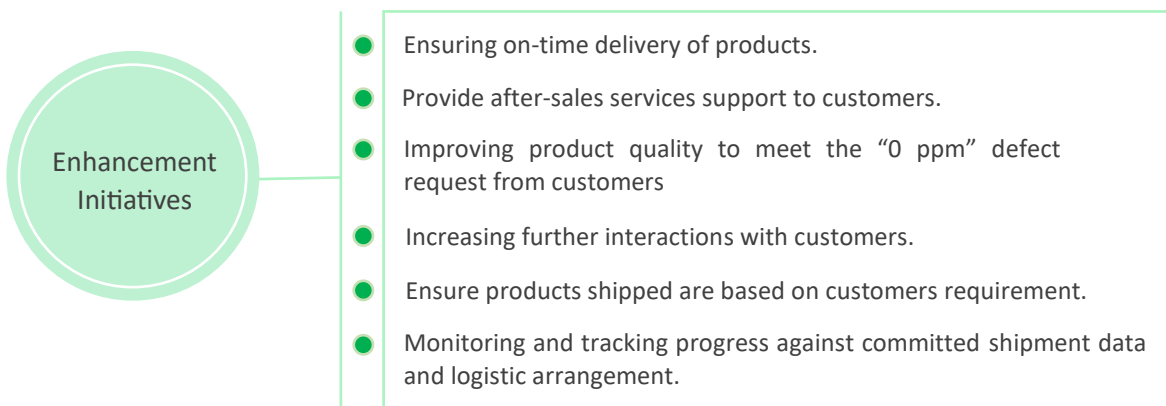 Enhancement
Initiatives
Ensuring on-time delivery of products.
Provide after-sales services support to customers.
Improving product quality to meet the “0 ppm” defect
request from customers
Increasing further interactions with customers.
Ensure products shipped are based on customers requirement.
Monitoring and tracking progress against committed shipment data
and logistic arrangement.